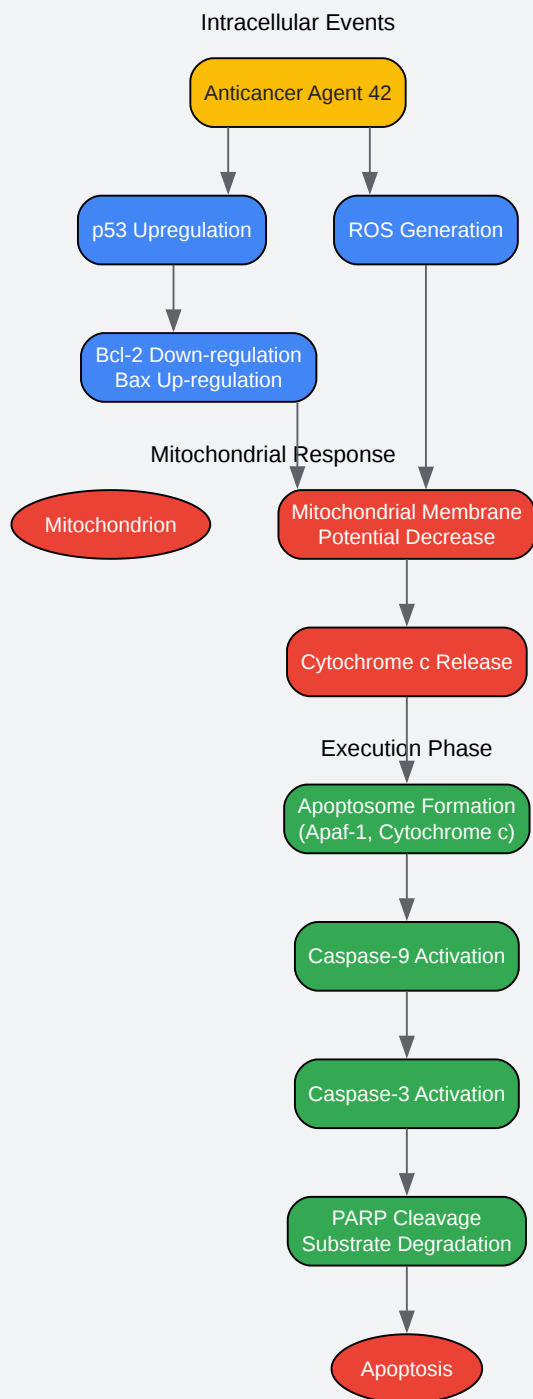 Intracellular Events
Anticancer Agent 42
p53 Upregulation
ROS Generation
Bcl-2 Down-regulation
Bax Up-regulation
Mitochondrial Response
Mitochondrion
Mitochondrial Membrane
Potential Decrease
Cytochrome c Release
Execution Phase
Apoptosome Formation
(Apaf-1, Cytochrome c)
Caspase-9 Activation
Caspase-3 Activation
PARP Cleavage
Substrate Degradation
Apoptosis